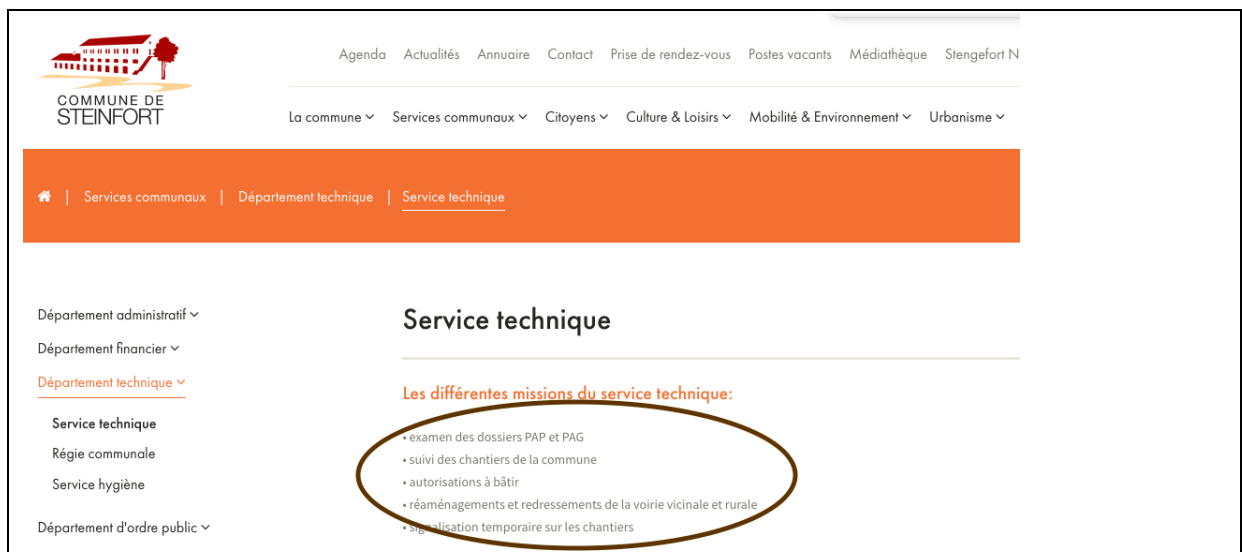 COMMUNE DE
STEINFORT
Agenda Actualités Annuaire Contact Prise de rendez-vous Postes vacants Médiathèque Stengefort N
La commune Services communaux Citoyens Culture & Loisirs Mobilité & Environnement Urbanisme
| Services communaux | Département technique | Service technique
Département administratif
Département financier
Département technique
Service technique
Régie communale
Service hygiène
Département d'ordre public
Service technique
Les différentes missions du service technique:
• examen des dossiers PAP et PAG
• suivi des chantiers de la commune
• autorisations à bâtir
• réaménagements et redressements de la voirie vicinale et rurale
• signalisation temporaire sur les chantiers